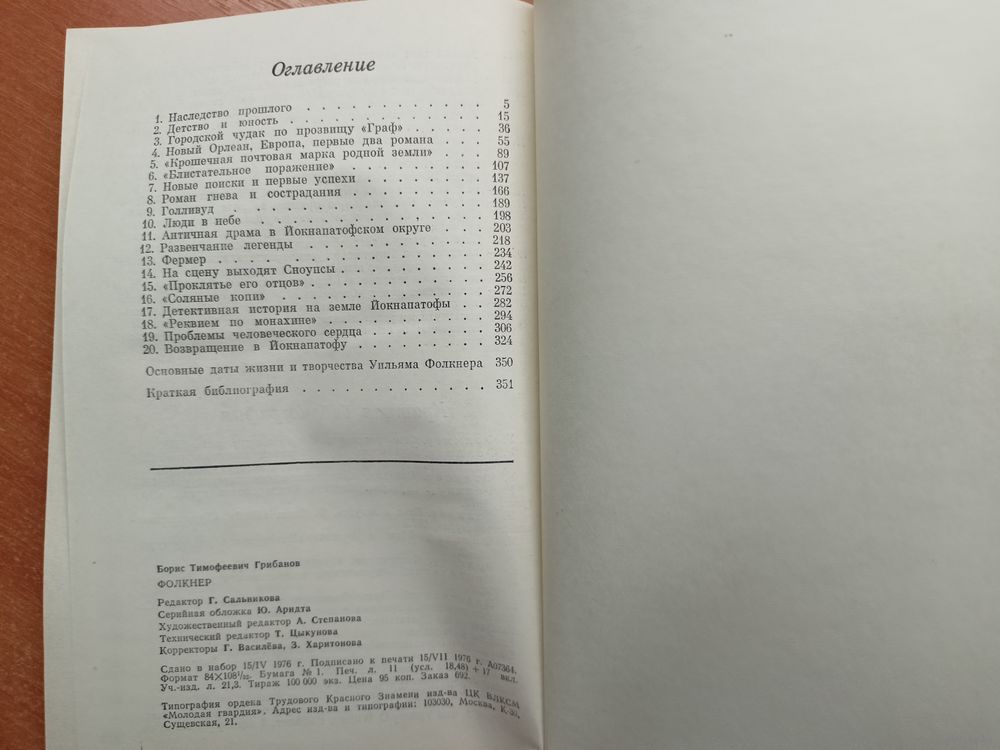 Оглавление
1. Наследство прошлого . . . . . . . . . . . . 5
2. Детство и юность . . . . . . . . . . . . . 15
3. Городской чудак по прозвищу «Граф» . . . . . 36
4. Новый Орлеан, Европа, первые два романа . . . 55
5. «Крошечная почтовая марка родной земли» . . . 89
6. «Блистательное поражение» . . . . . . . . . . 107
7. Новые поиски и первые успехи . . . . . . . . 137
8. Роман гнева и сострадания . . . . . . . . . 166
9. Голливуд . . . . . . . . . . . . . . . . 189
10. Люди в небе . . . . . . . . . . . . . . 198
11. Античная драма в Йокнапатофском округе . . . 203
12. Развенчание легенды . . . . . . . . . . . 218
13. Фермер . . . . . . . . . . . . . . . . 234
14. На сцену выходят Сноупсы . . . . . . . . . 242
15. «Проклятье его отцов» . . . . . . . . . . . 256
16. «Соляные копи» . . . . . . . . . . . . . 272
17. Детективная история на земле Йокнапатофы . . 282
18. «Реквием по монахине» . . . . . . . . . . . 294
19. Проблемы человеческого сердца . . . . . . . . 306
20. Возвращение в Йокнапатофу . . . . . . . . . 324
Основные даты жизни и творчества Уильяма Фолкнера 350
Краткая библиография . . . . . . . . . . . . . 351
Борис Тимофеевич Грибанов
ФОЛКНЕР
Редактор Г. Сальникова
Серийная обложка Ю. Арндта
Художественный редактор А. Степанова
Технический редактор Т. Цыкунова
Корректоры Г. Василёва, З. Харитонова
Сдано в набор 15/IV 1976 г. Подписано к печати 15/VII 1976 г. А07364.
Формат 84×108¹/₃₂. Бумага № 1. Печ. л. 11 (усл. 18,48) + 17 вкл.
Уч.-изд. л. 21,3. Тираж 100 000 экз. Цена 95 коп. Заказ 692.
Типография ордена Трудового Красного Знамени изд-ва ЦК ВЛКСМ
«Молодая гвардия». Адрес изд-ва и типографии: 103030, Москва, К-30,
Сущевская, 21.